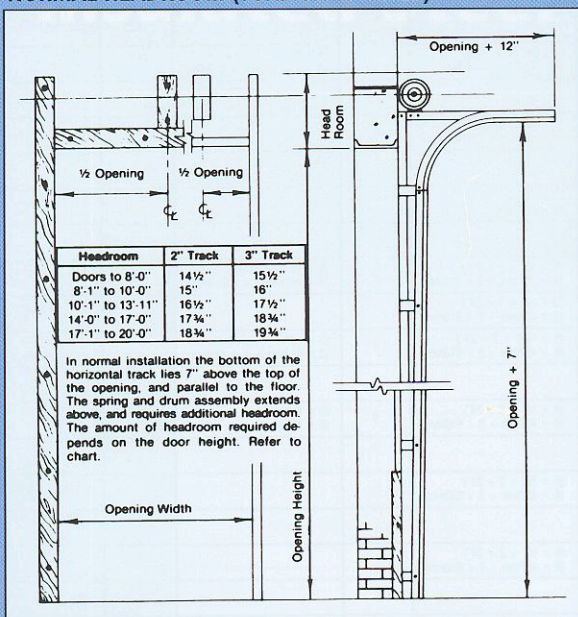 Opening + 12"
Head Room
½ Opening
½ Opening
℄
℄
Headroom 2" Track 3" Track
Doors to 8'-0" 14½" 15½"
8'-1" to 10'-0" 15" 16"
10'-1" to 13'-11" 16½" 17½"
14'-0" to 17'-0" 17¾" 18¾"
17'-1" to 20'-0" 18¾" 19¾"
In normal installation the bottom of the
horizontal track lies 7" above the top of
the opening, and parallel to the floor.
The spring and drum assembly extends
above, and requires additional headroom.
The amount of headroom required de-
pends on the door height. Refer to
chart.
Opening Width
Opening Height
Opening + 7"